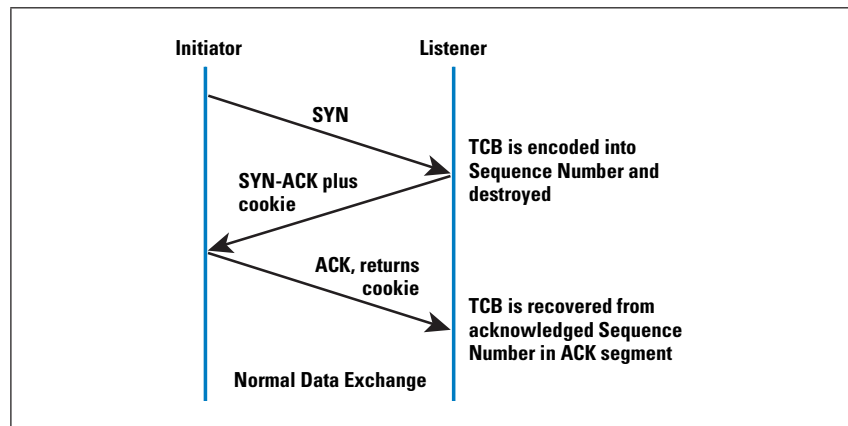 Initiator
Listener
SYN
TCB is encoded into
Sequence Number and
destroyed
SYN-ACK plus
cookie
ACK, returns
cookie
TCB is recovered from
acknowledged Sequence
Number in ACK segment
Normal Data Exchange